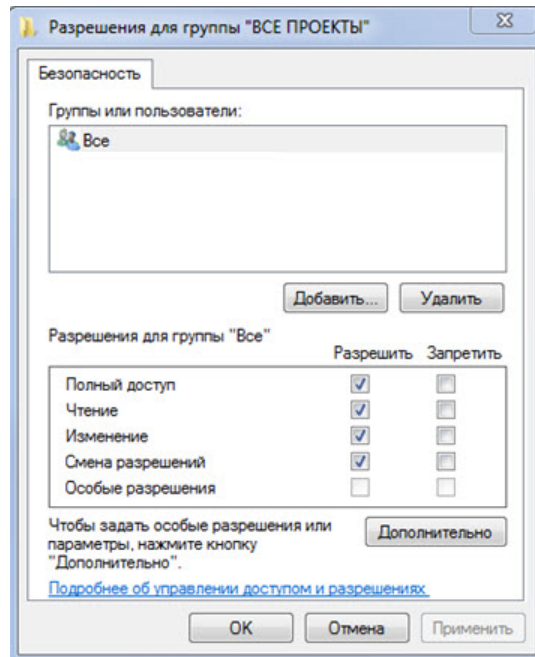 Разрешения для группы "ВСЕ ПРОЕКТЫ"
Безопасность
Группы или пользователи:
Все
Добавить... Удалить
Разрешения для группы "Все"
Разрешить Запретить
Полный доступ
Чтение
Изменение
Смена разрешений
Особые разрешения
Чтобы задать особые разрешения или
параметры, нажмите кнопку
"Дополнительно".
Дополнительно
Подробнее об управлении доступом и разрешениях
ОК Отмена Применить